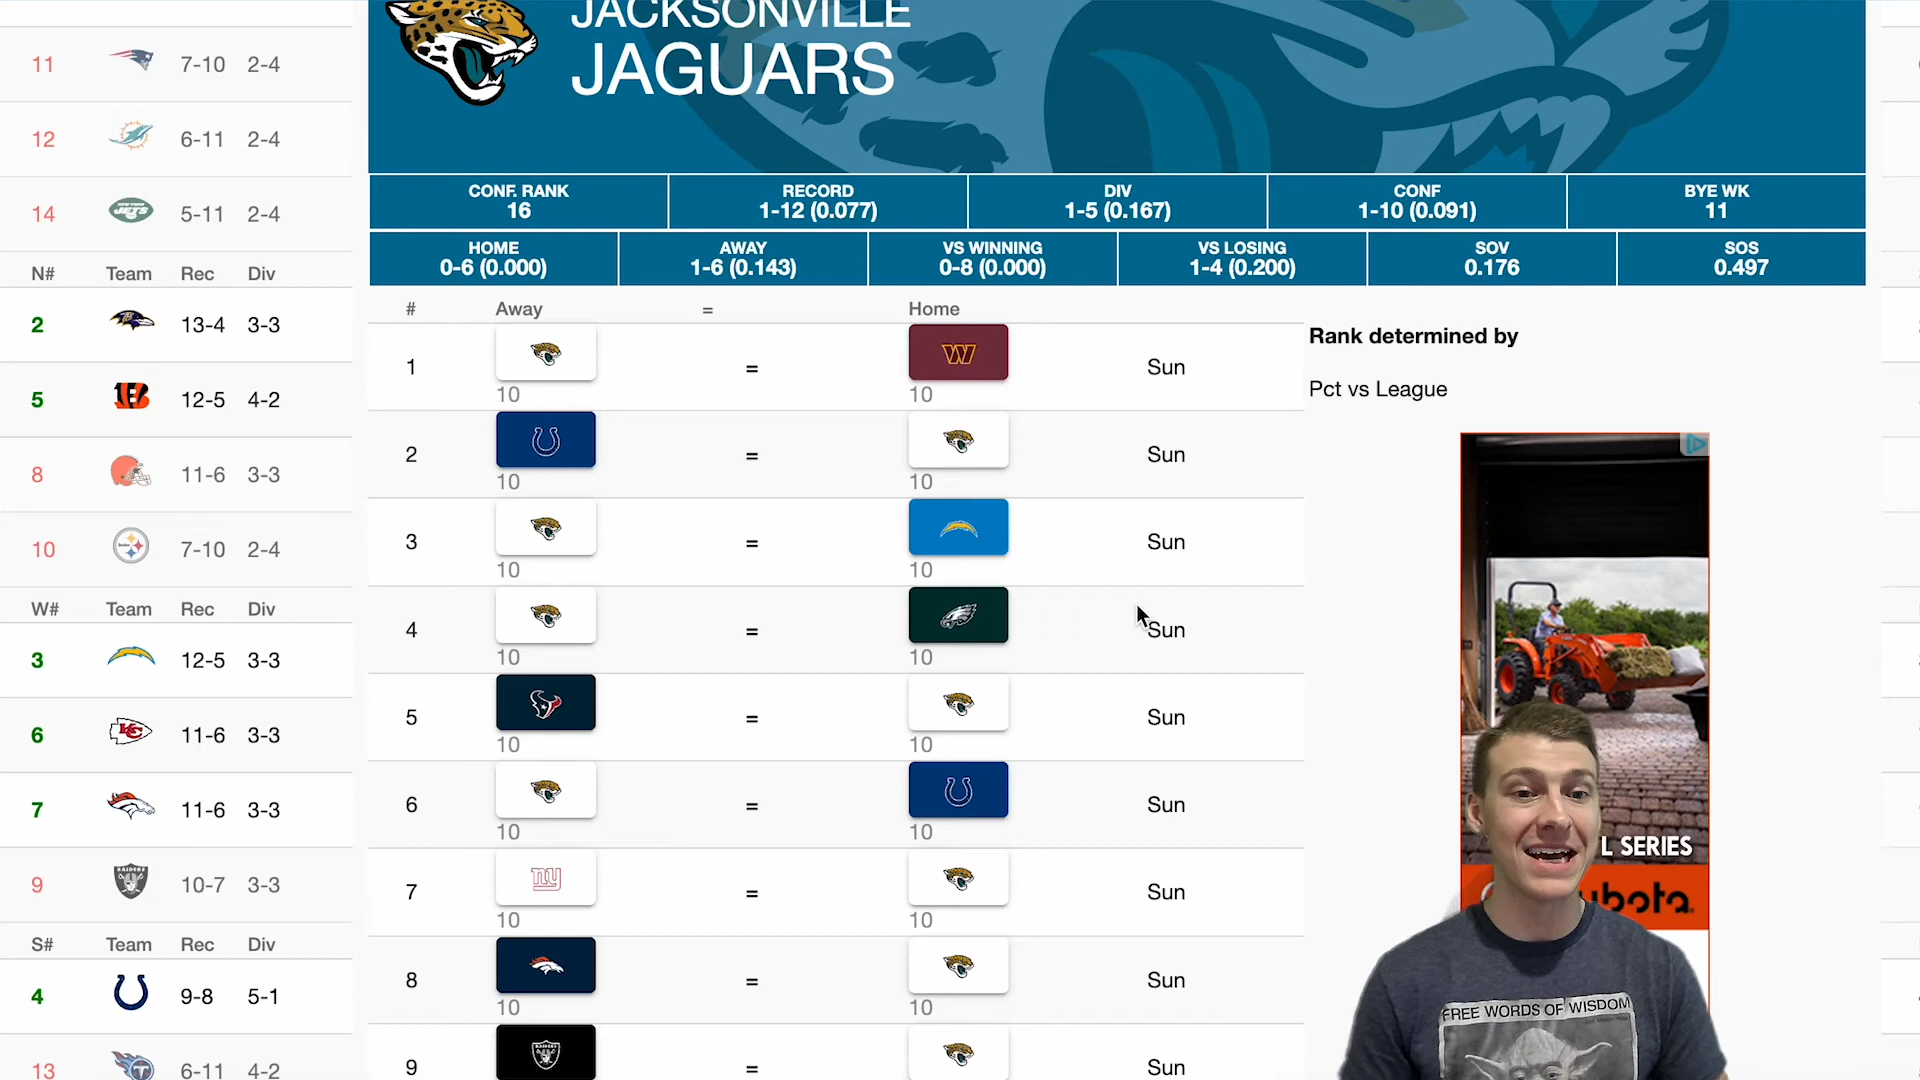 11 7-10 2-4
12 6-11 2-4
14 5-11 2-4
N# Team Rec Div
2 13-4 3-3
5 12-5 4-2
8 11-6 3-3
10 7-10 2-4
W# Team Rec Div
3 12-5 3-3
6 11-6 3-3
7 11-6 3-3
9 10-7 3-3
S# Team Rec Div
4 9-8 5-1
13 6-11 4-2
JACKSONVILLE
JAGUARS
CONF. RANK RECORD DIV CONF BYE WK
16 1-12 (0.077) 1-5 (0.167) 1-10 (0.091) 11
HOME AWAY VS WINNING VS LOSING SOV SOS
0-6 (0.000) 1-6 (0.143) 0-8 (0.000) 1-4 (0.200) 0.176 0.497
# Away = Home
1 = W Sun
10 10
2 = Sun
10 10
3 = Sun
10 10
4 = Sun
10 10
5 = Sun
10 10
6 = Sun
10 10
7 ny = Sun
10 10
8 = Sun
10 10
9 RAIDERS = Sun
Rank determined by
Pct vs League
L SERIES
ubota
FREE WORDS OF WISDOM